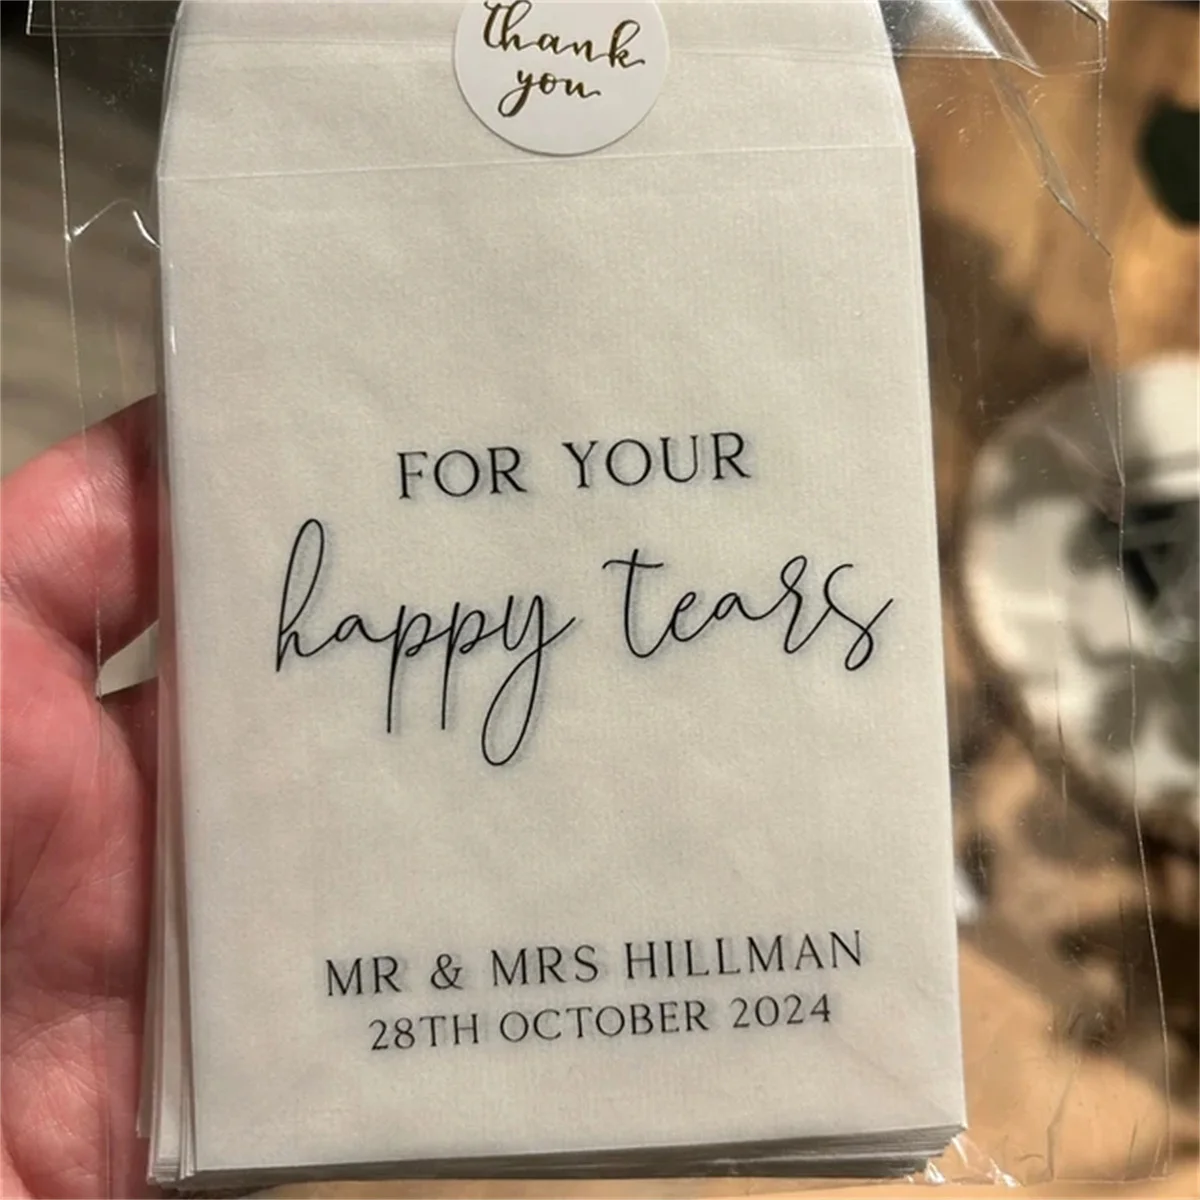 thank
you
FOR YOUR
happy tears
MR & MRS HILLMAN
28TH OCTOBER 2024